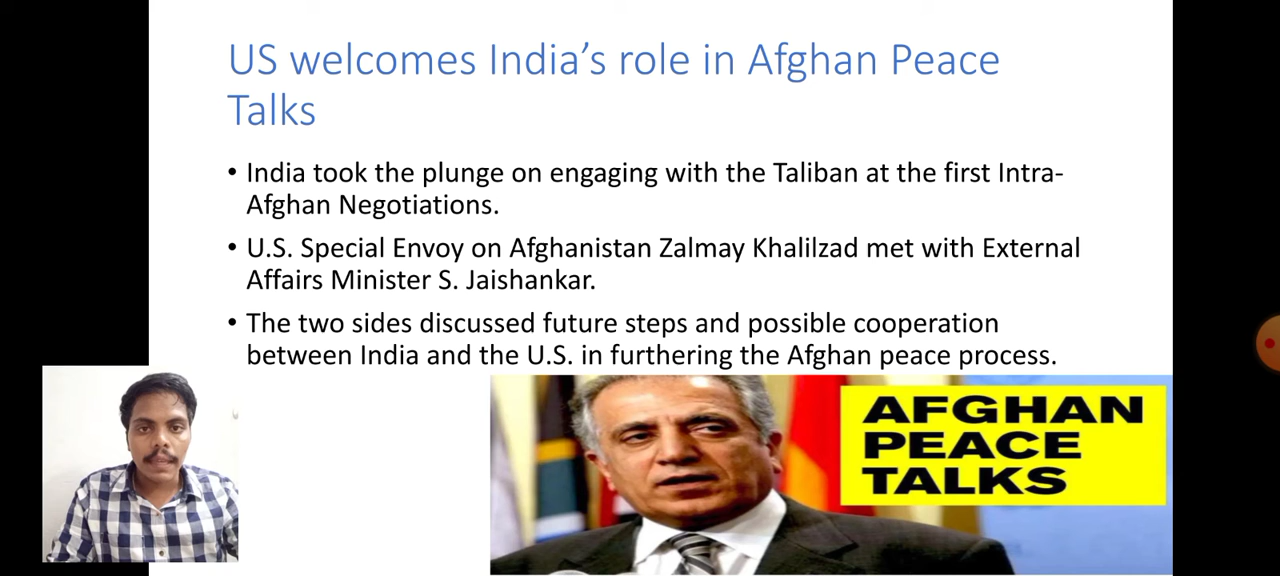 US welcomes India’s role in Afghan Peace
Talks
• India took the plunge on engaging with the Taliban at the first Intra-
Afghan Negotiations.
• U.S. Special Envoy on Afghanistan Zalmay Khalilzad met with External
Affairs Minister S. Jaishankar.
• The two sides discussed future steps and possible cooperation
between India and the U.S. in furthering the Afghan peace process.
AFGHAN
PEACE
TALKS